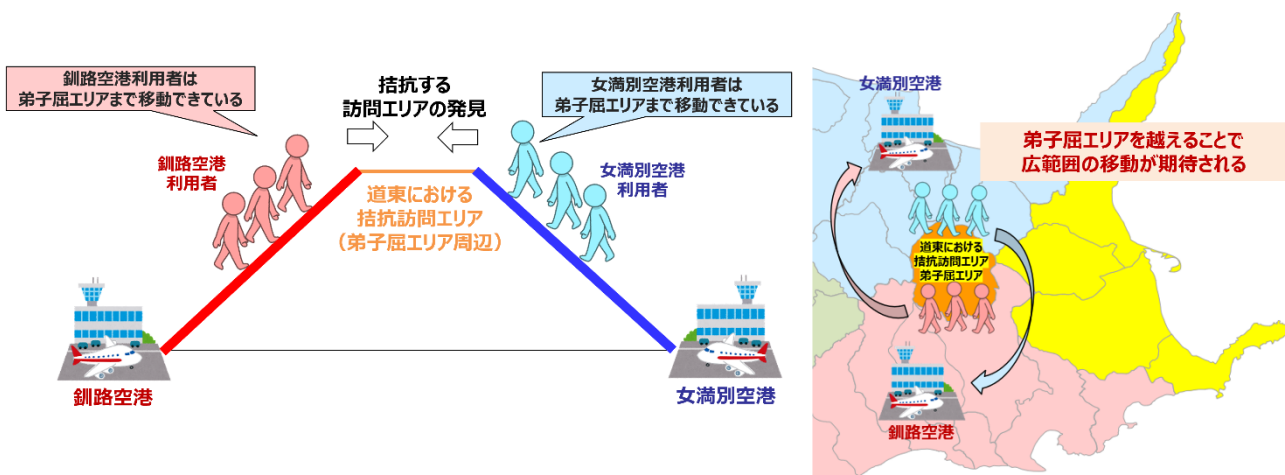 釧路空港利用者は
弟子屈エリアまで移動できている
拮抗する
訪問エリアの発見
女満別空港利用者は
弟子屈エリアまで移動できている
釧路空港
利用者
女満別空港
利用者
道東における
拮抗訪問エリア
（弟子屈エリア周辺）
釧路空港
女満別空港
女満別空港
弟子屈エリアを越えることで
広範囲の移動が期待される
道東における
拮抗訪問エリア
弟子屈エリア
釧路空港